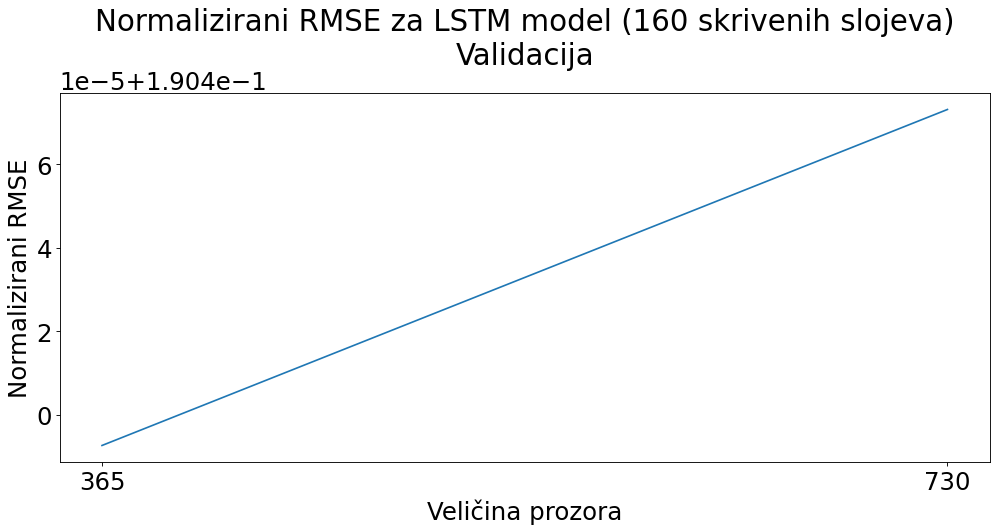 Normalizirani RMSE za LSTM model (160 skrivenih slojeva)
Validacija
1e−5+1.904e−1
Normalizirani RMSE
6
4
2
0
365
730
Veličina prozora